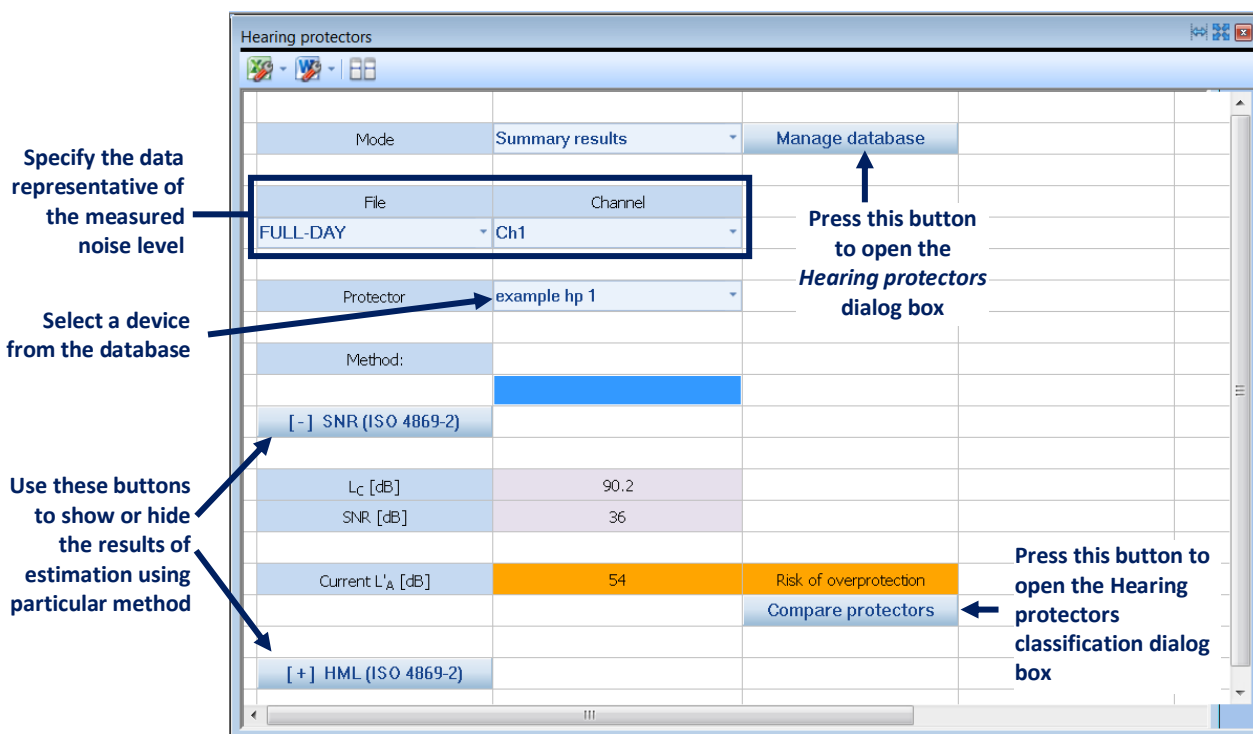 Hearing protectors
Mode
Summary results
Manage database
Specify the data
representative of
the measured
noise level
File
Channel
FULL-DAY
Ch1
Press this button
to open the
Hearing protectors
dialog box
Protector
example hp 1
Select a device
from the database
Method:
[-] SNR (ISO 4869-2)
Use these buttons
to show or hide
the results of
estimation using
particular method
LC [dB]
90.2
SNR [dB]
36
Current L'A [dB]
54
Risk of overprotection
Compare protectors
Press this button to
open the Hearing
protectors
classification dialog
box
[+] HML (ISO 4869-2)